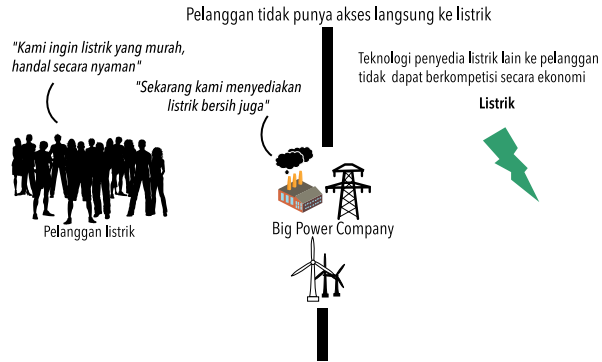 Pelanggan tidak punya akses langsung ke listrik
"Kami ingin listrik yang murah,
handal secara nyaman"
"Sekarang kami menyediakan
listrik bersih juga"
Teknologi penyedia listrik lain ke pelanggan
tidak dapat berkompetisi secara ekonomi
Listrik
Pelanggan listrik
Big Power Company